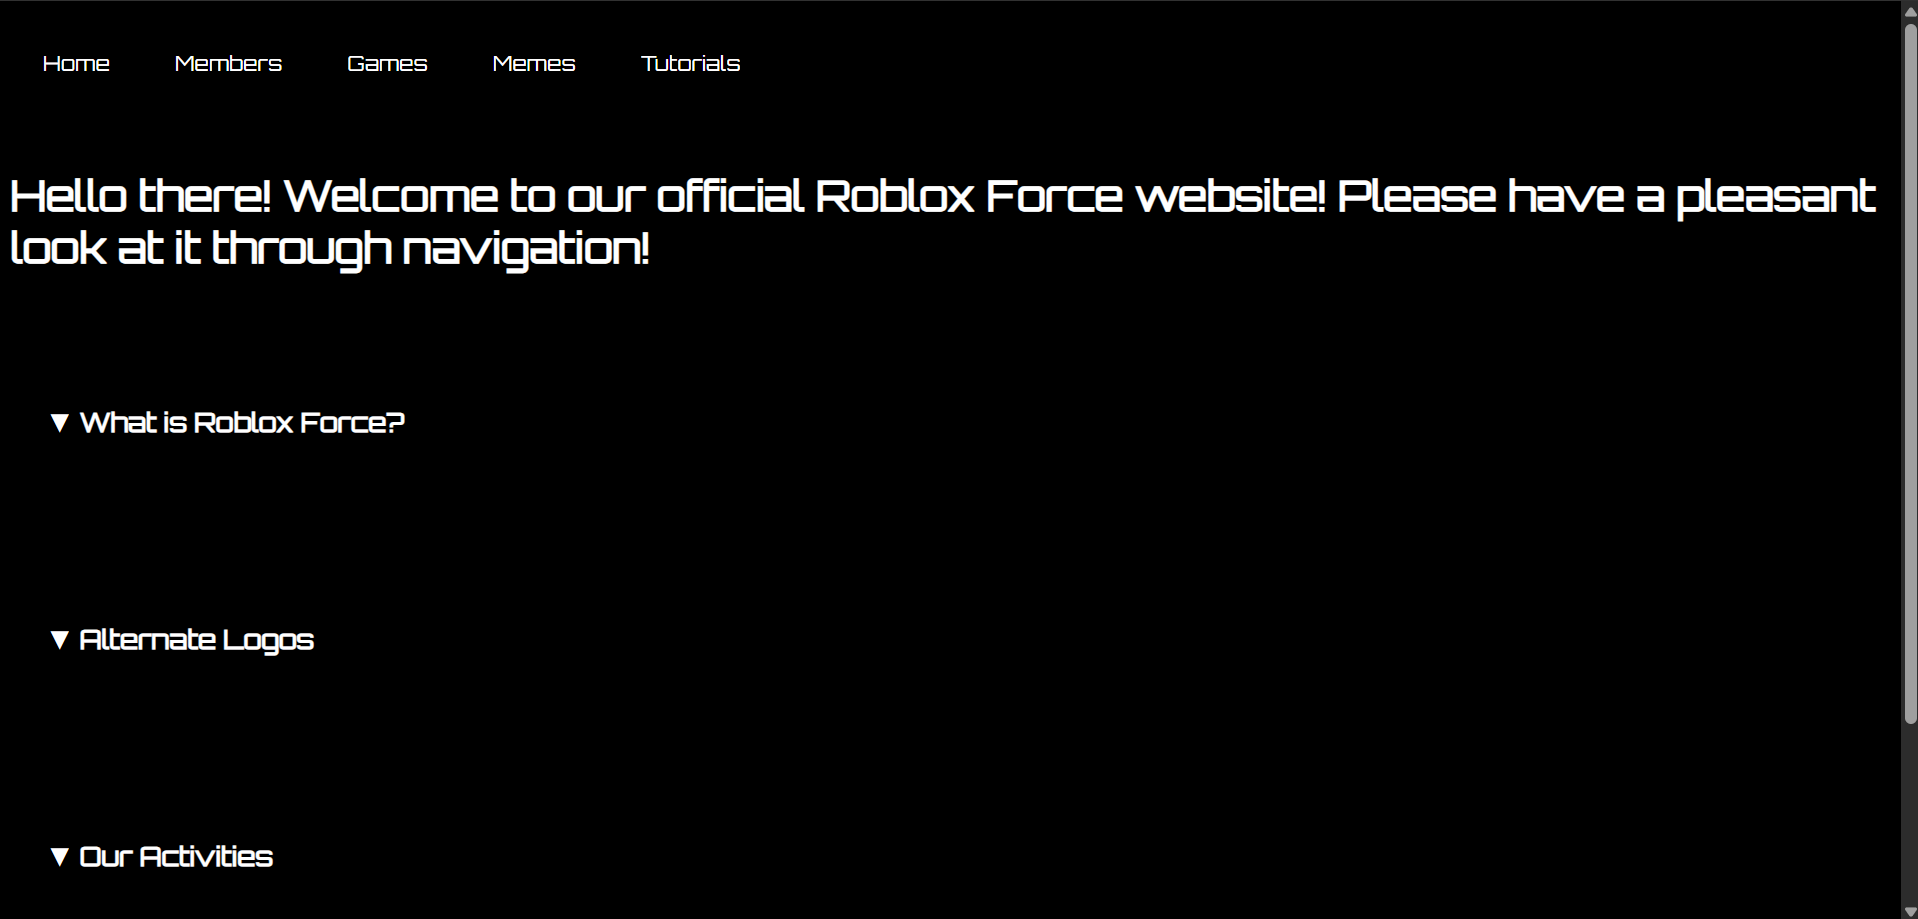 Home Members Games Memes Tutorials
Hello there! Welcome to our official Roblox Force website! Please have a pleasant
look at it through navigation!
▼ What is Roblox Force?
▼ Alternate Logos
▼ Our Activities